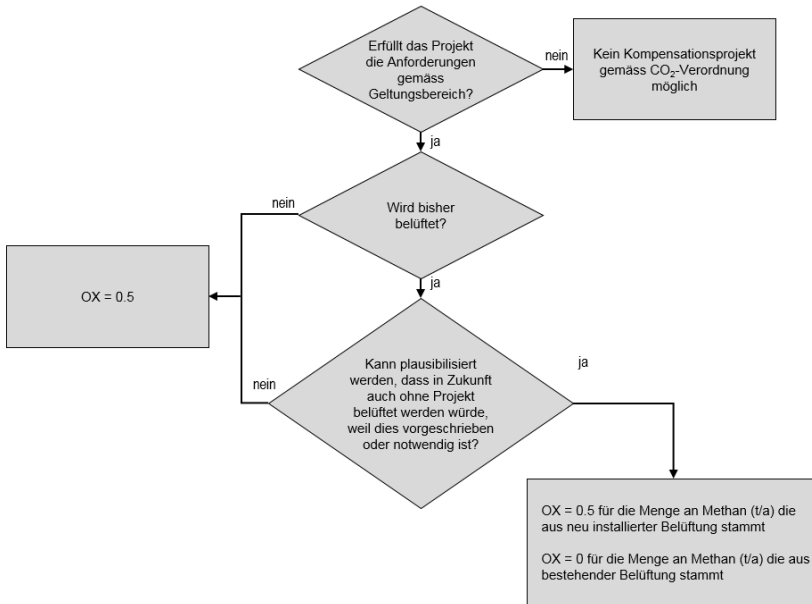 Erfüllt das Projekt
die Anforderungen
gemäss
Geltungsbereich?
nein
Kein Kompensationsprojekt
gemäss CO₂-Verordnung
möglich
ja
Wird bisher
belüftet?
nein
OX = 0.5
ja
Kann plausibilisiert
werden, dass in Zukunft
auch ohne Projekt
belüftet werden würde,
weil dies vorgeschrieben
oder notwendig ist?
nein
ja
OX = 0.5 für die Menge an Methan (t/a) die
aus neu installierter Belüftung stammt
OX = 0 für die Menge an Methan (t/a) die aus
bestehender Belüftung stammt